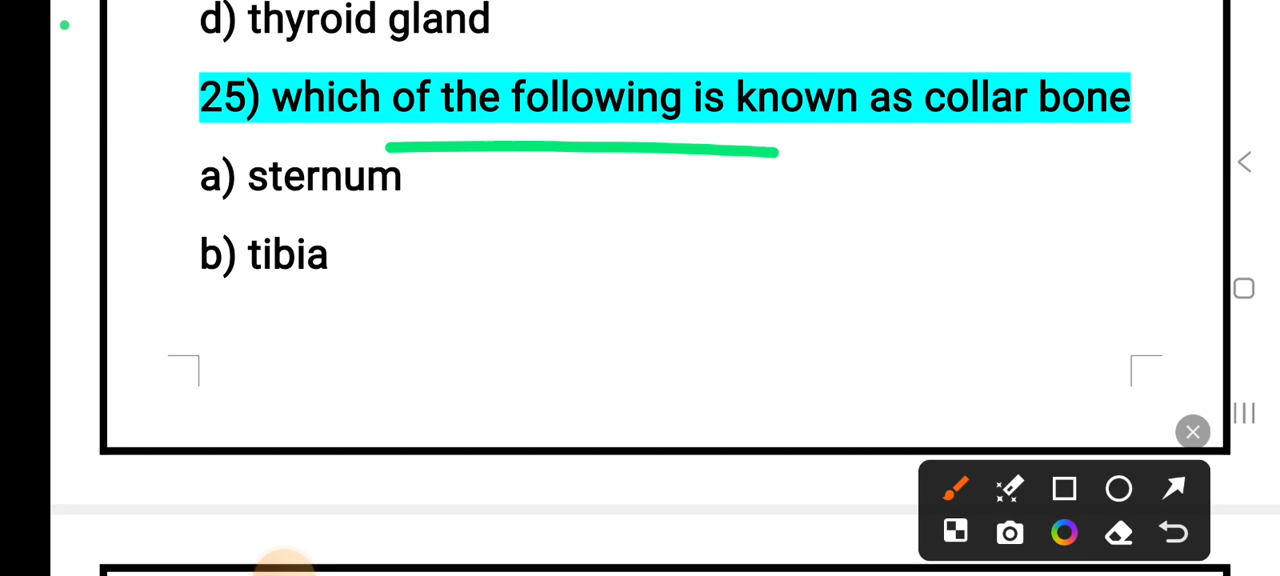 d) thyroid gland
25) which of the following is known as collar bone
a) sternum
b) tibia